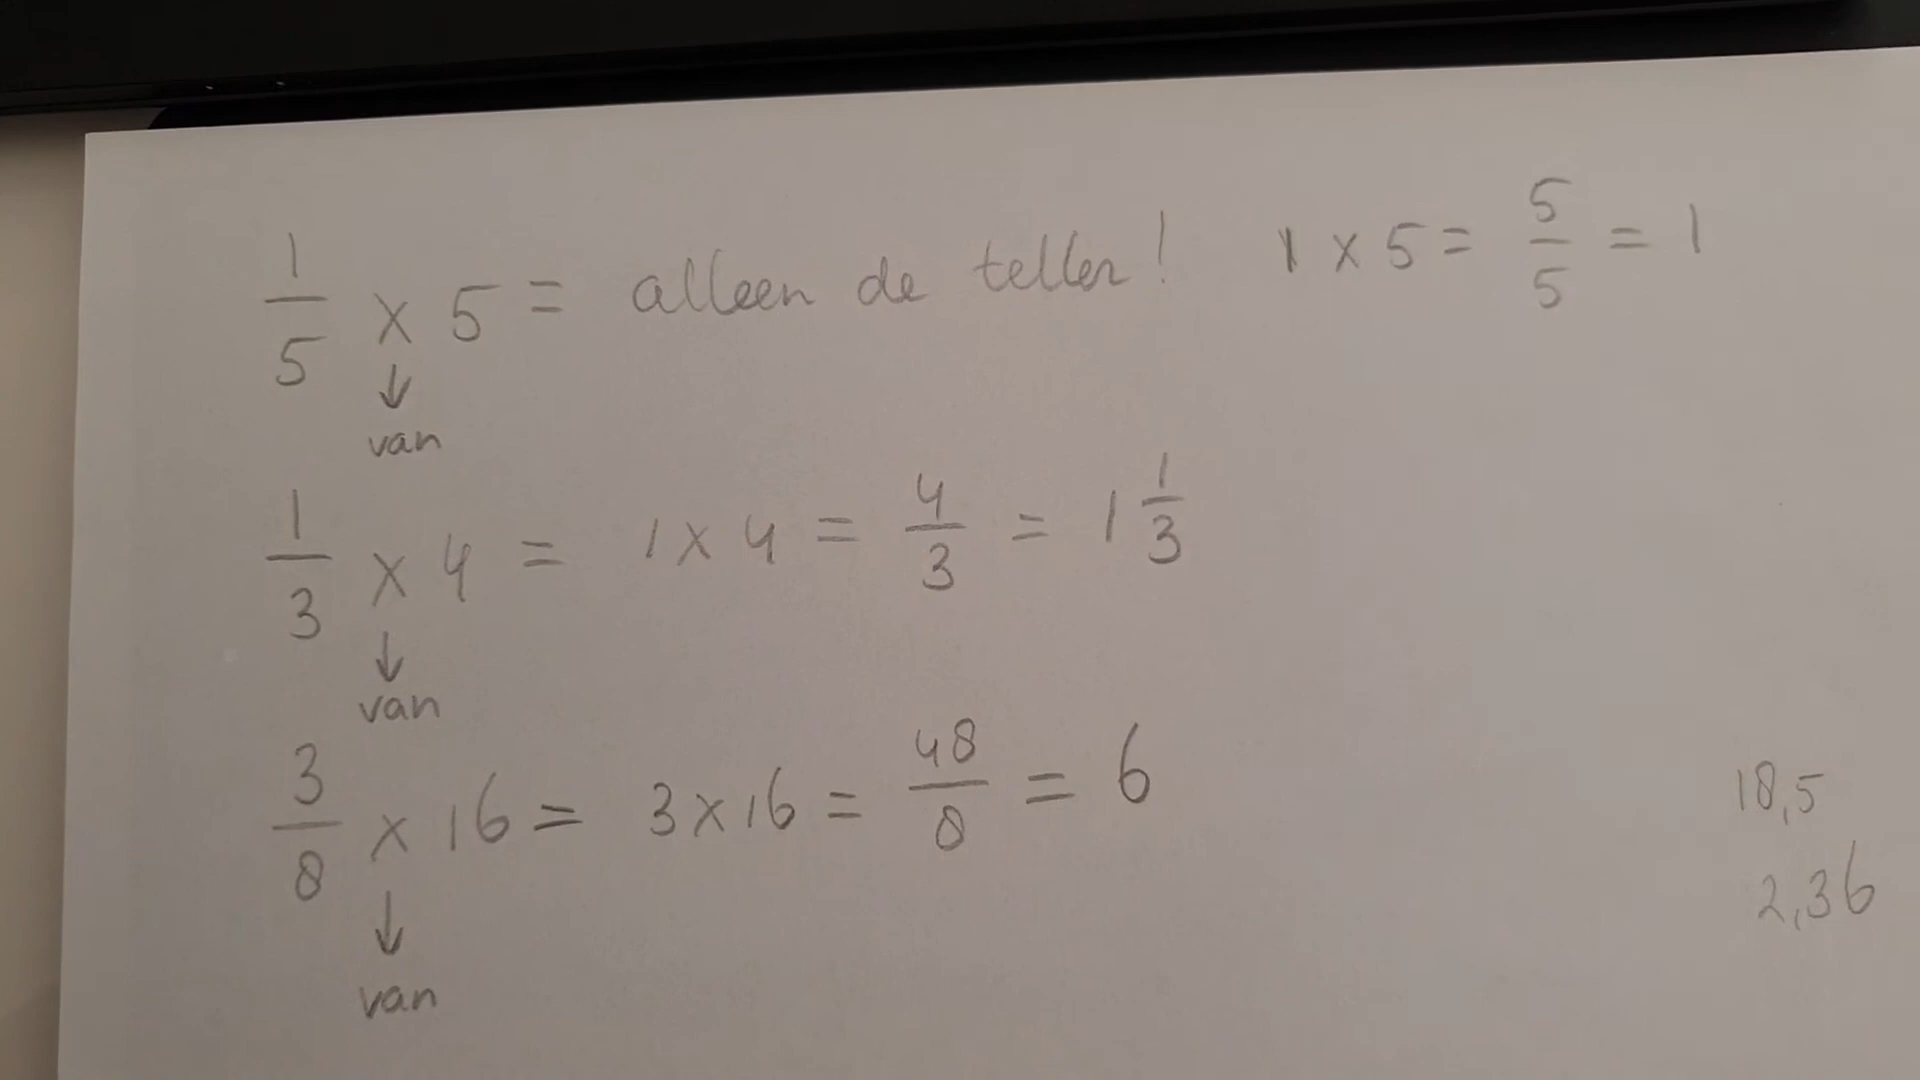 1/5 x 5 = alleen de teller! 1 x 5 = 5/5 = 1
↓
van
1/3 x 4 = 1 x 4 = 4/3 = 1 1/3
↓
van
3/8 x 16 = 3 x 16 = 48/8 = 6
↓
van
18,5
2,36